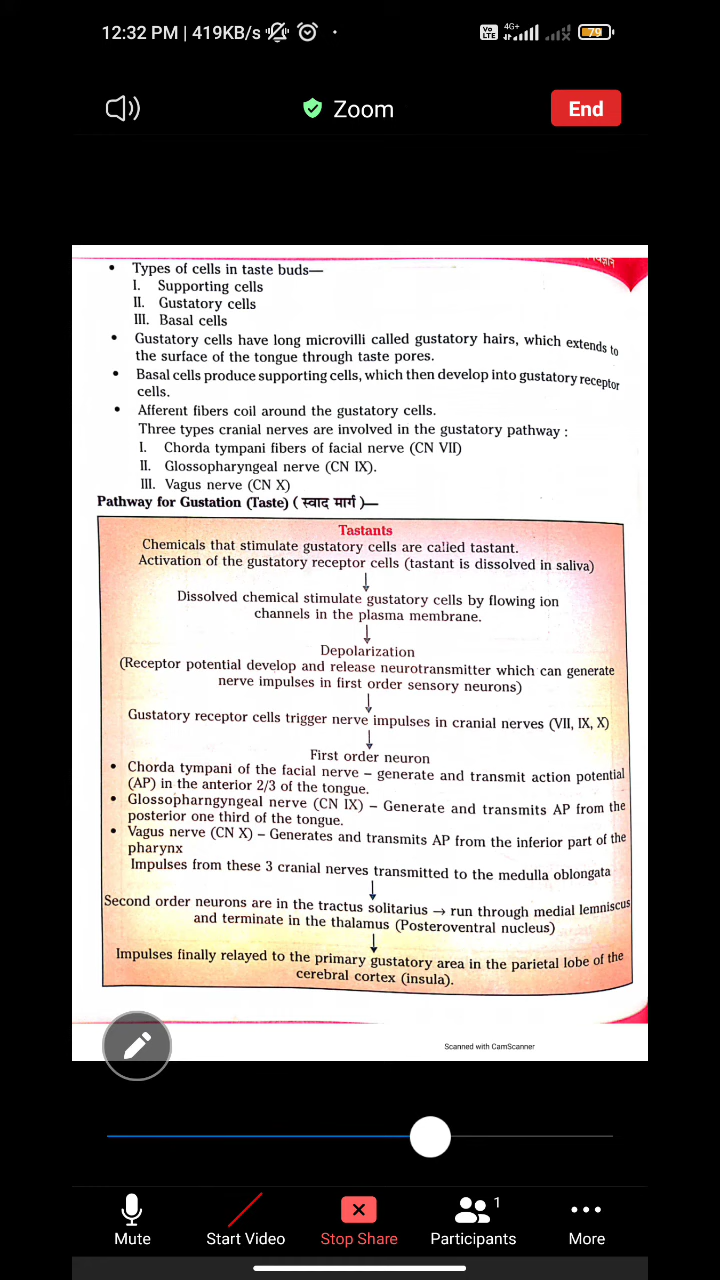 12:32 PM | 419KB/s
Vo LTE 4G+ 79
Zoom
End
• Types of cells in taste buds—
I. Supporting cells
II. Gustatory cells
III. Basal cells
• Gustatory cells have long microvilli called gustatory hairs, which extends to
the surface of the tongue through taste pores.
• Basal cells produce supporting cells, which then develop into gustatory receptor
cells.
• Afferent fibers coil around the gustatory cells.
Three types cranial nerves are involved in the gustatory pathway :
I. Chorda tympani fibers of facial nerve (CN VII)
II. Glossopharyngeal nerve (CN IX).
III. Vagus nerve (CN X)
Pathway for Gustation (Taste) ( स्वाद मार्ग )—
Tastants
Chemicals that stimulate gustatory cells are called tastant.
Activation of the gustatory receptor cells (tastant is dissolved in saliva)
↓
Dissolved chemical stimulate gustatory cells by flowing ion
channels in the plasma membrane.
↓
Depolarization
(Receptor potential develop and release neurotransmitter which can generate
nerve impulses in first order sensory neurons)
↓
Gustatory receptor cells trigger nerve impulses in cranial nerves (VII, IX, X)
↓
First order neuron
• Chorda tympani of the facial nerve – generate and transmit action potential
(AP) in the anterior 2/3 of the tongue.
• Glossopharngyngeal nerve (CN IX) – Generate and transmits AP from the
posterior one third of the tongue.
• Vagus nerve (CN X) – Generates and transmits AP from the inferior part of the
pharynx
Impulses from these 3 cranial nerves transmitted to the medulla oblongata
↓
Second order neurons are in the tractus solitarius → run through medial lemniscus
and terminate in the thalamus (Posteroventral nucleus)
↓
Impulses finally relayed to the primary gustatory area in the parietal lobe of the
cerebral cortex (insula).
Scanned with CamScanner
Mute Start Video Stop Share Participants 1 More